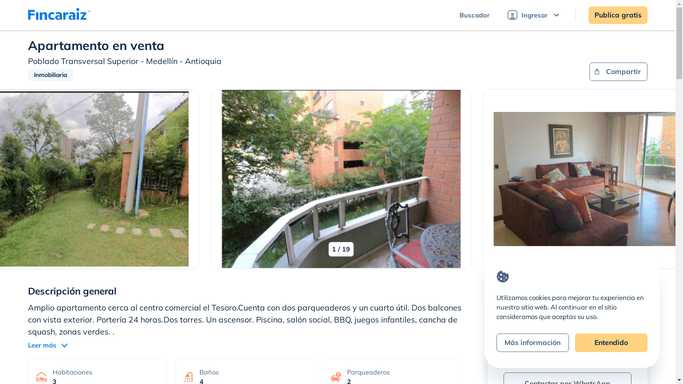 Fincaraiz
Buscador
Ingresar
Publica gratis
Apartamento en venta
Poblado Transversal Superior - Medellín - Antioquia
Inmobiliaria
Compartir
1 / 19
Descripción general
Amplio apartamento cerca al centro comercial el Tesoro.Cuenta con dos parqueaderos y un cuarto útil. Dos balcones
con vista exterior. Portería 24 horas.Dos torres. Un ascensor. Piscina, salón social, BBQ, juegos infantiles, cancha de
squash, zonas verdes. .
Leer más
Habitaciones
3
Baños
4
Parqueaderos
2
Utilizamos cookies para mejorar tu experiencia en
nuestro sitio web. Al continuar en el sitio
consideramos que aceptas su uso.
Más información
Entendido
Contactar por WhatsApp